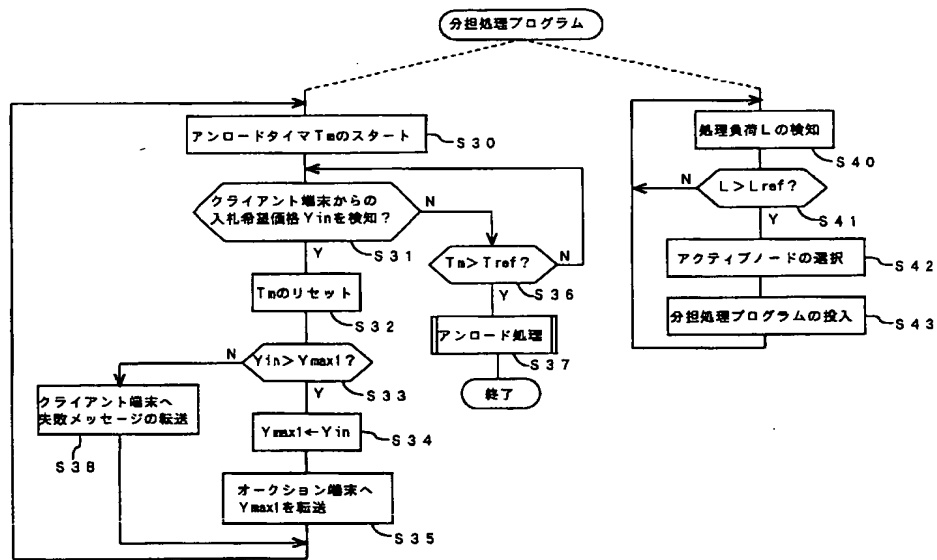 分担処理プログラム
アンロードタイマTmのスタート
S30
クライアント端末からの
入札希望価格Yinを検知？
N
S31
Y
Tm>Tref？
N
S36
Y
Tmのリセット
S32
アンロード処理
S37
終了
Yin>Ymax1？
N
S33
Y
クライアント端末へ
失敗メッセージの転送
S38
Ymax1←Yin
S34
オークション端末へ
Ymax1を転送
S35
処理負荷Lの検知
S40
L>Lref？
N
S41
Y
アクティブノードの選択
S42
分担処理プログラムの投入
S43